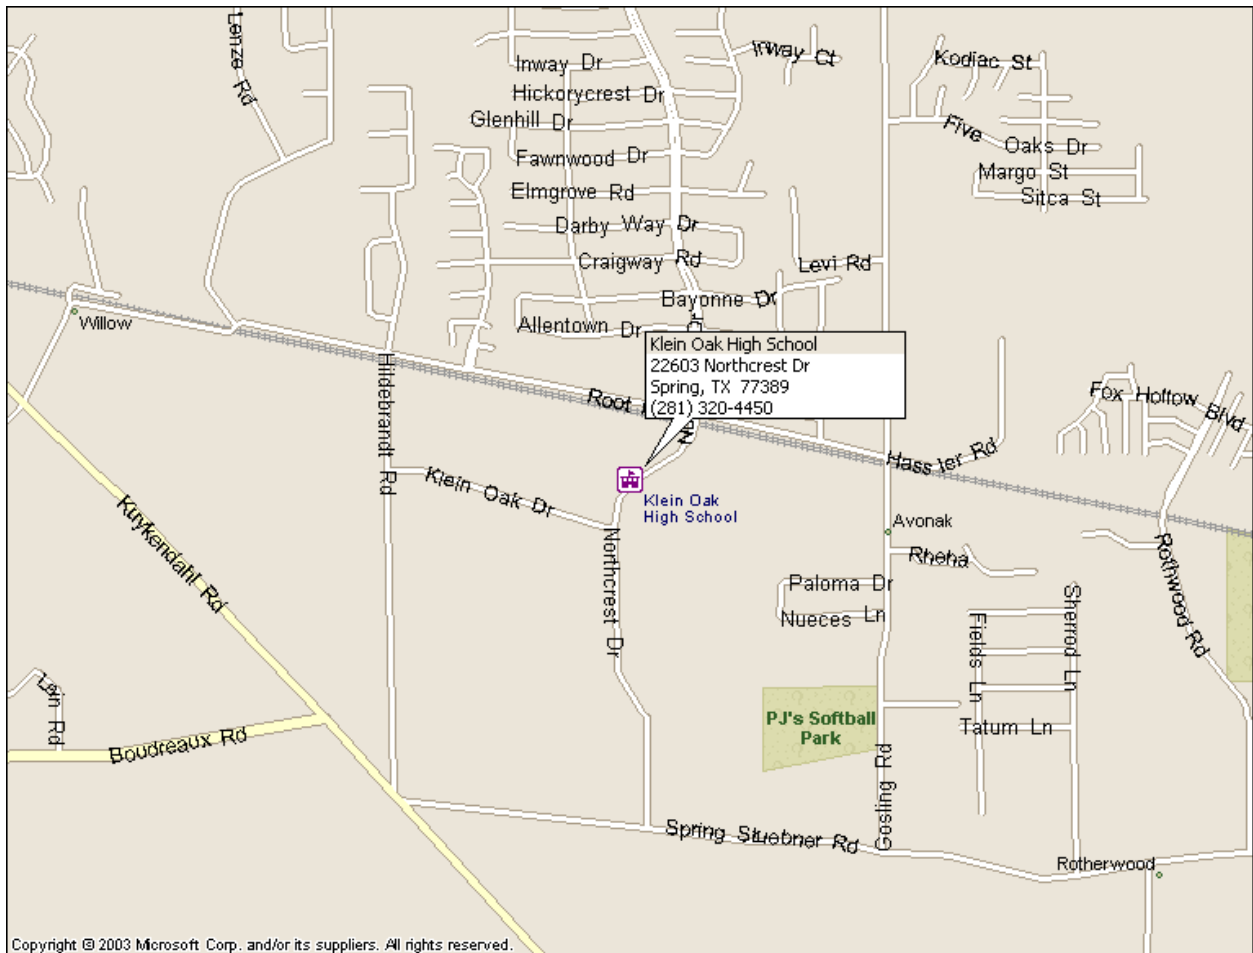 Lenze Rd
Inway Dr
Inway Ct
Kodiac St
Hickorycrest Dr
Glenhill Dr
Five Oaks Dr
Fawnwood Dr
Margo St
Elmgrove Rd
Sitca St
Darby Way Dr
Craigway Rd
Levi Rd
Bayonne Dr
Willow
Allentown Dr
Dr
Klein Oak High School
22603 Northcrest Dr
Spring, TX 77389
(281) 320-4450
Hildebrandt Rd
Root
Fox Hollow Blvd
Hassler Rd
Klein Oak Dr
Klein Oak
High School
Kuykendahl Rd
Avonak
Northcrest Dr
Rheha
Rothwood Rd
Paloma Dr
Nueces Ln
Fields Ln
Sherrod Ln
Lain Rd
PJ's Softball
Park
Tatum Ln
Boudreaux Rd
Gosling Rd
Spring Stuebner Rd
Rotherwood
Copyright © 2003 Microsoft Corp. and/or its suppliers. All rights reserved.